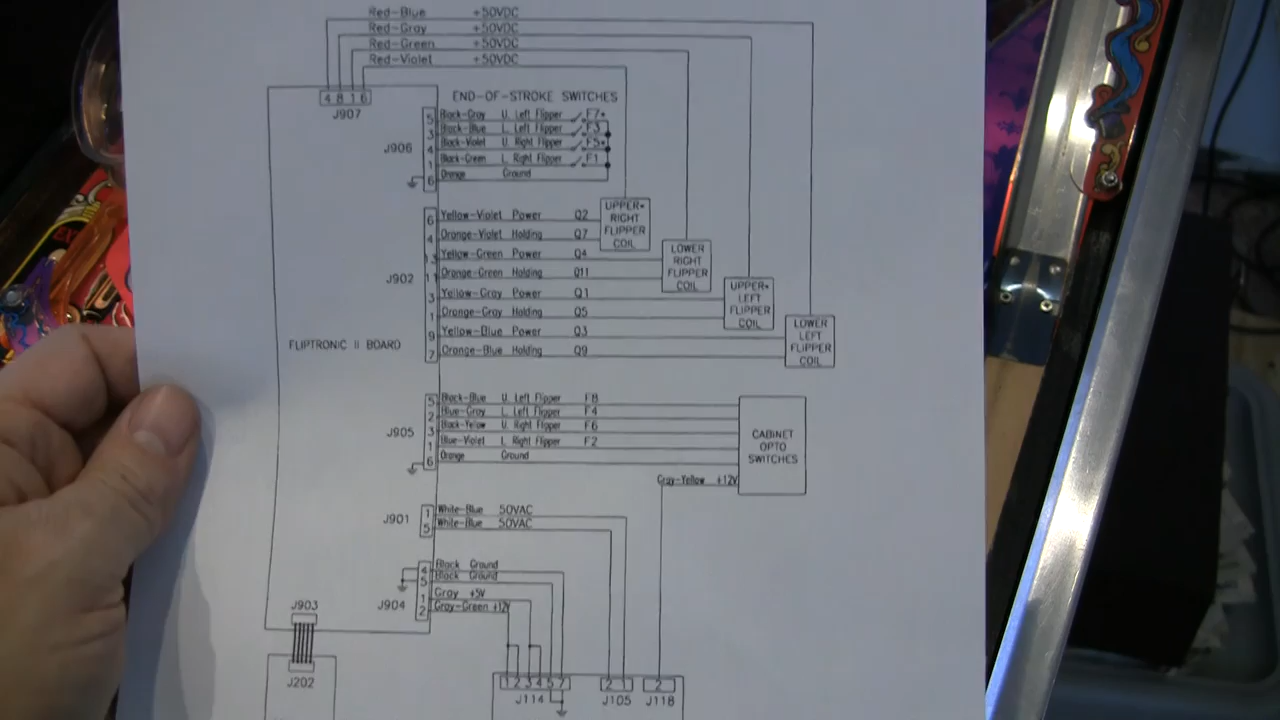 Red-Blue +50VDC
Red-Gray +50VDC
Red-Green +50VDC
Red-Violet +50VDC
4 8 1 6
J907
END-OF-STROKE SWITCHES
J906
5 Black-Gray U. Left Flipper F7*
3 Black-Blue L. Left Flipper F3
4 Black-Violet U. Right Flipper F5*
1 Black-Green L. Right Flipper F1
6 Orange Ground
UPPER*
RIGHT
FLIPPER
COIL
LOWER
RIGHT
FLIPPER
COIL
UPPER*
LEFT
FLIPPER
COIL
LOWER
LEFT
FLIPPER
COIL
J902
6 Yellow-Violet Power Q2
4 Orange-Violet Holding Q7
13 Yellow-Green Power Q4
11 Orange-Green Holding Q11
3 Yellow-Gray Power Q1
1 Orange-Gray Holding Q5
9 Yellow-Blue Power Q3
7 Orange-Blue Holding Q9
FLIPTRONIC II BOARD
J905
5 Black-Blue U. Left Flipper F8
2 Blue-Gray L. Left Flipper F4
3 Black-Yellow U. Right Flipper F6
1 Blue-Violet L. Right Flipper F2
6 Orange Ground
CABINET
OPTO
SWITCHES
Gray-Yellow +12V
J901
1 White-Blue 50VAC
5 White-Blue 50VAC
J904
4 Black Ground
5 Black Ground
1 Gray +5V
2 Gray-Green +12V
J903
J202
1 2 3 4 5 7
J114
2 1
J105
2
J118